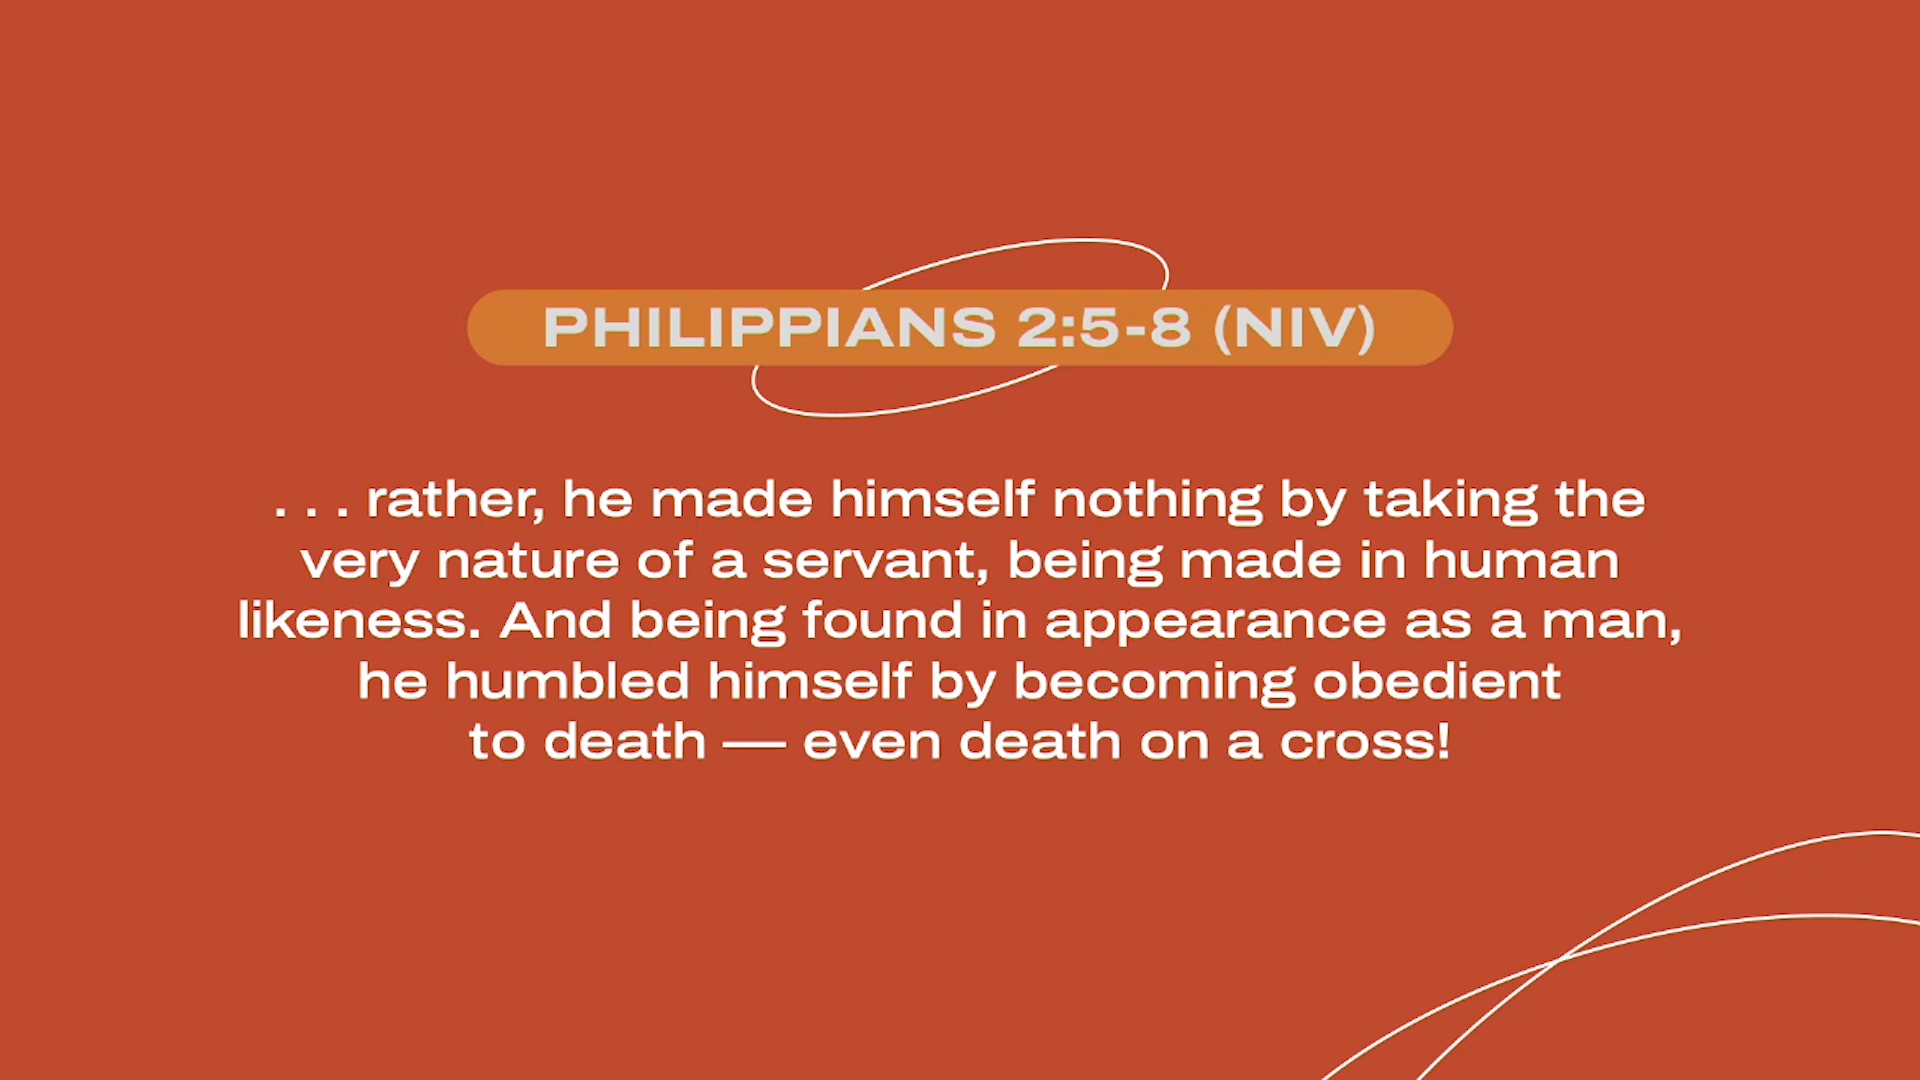 PHILIPPIANS 2:5-8 (NIV)
. . . rather, he made himself nothing by taking the
very nature of a servant, being made in human
likeness. And being found in appearance as a man,
he humbled himself by becoming obedient
to death — even death on a cross!